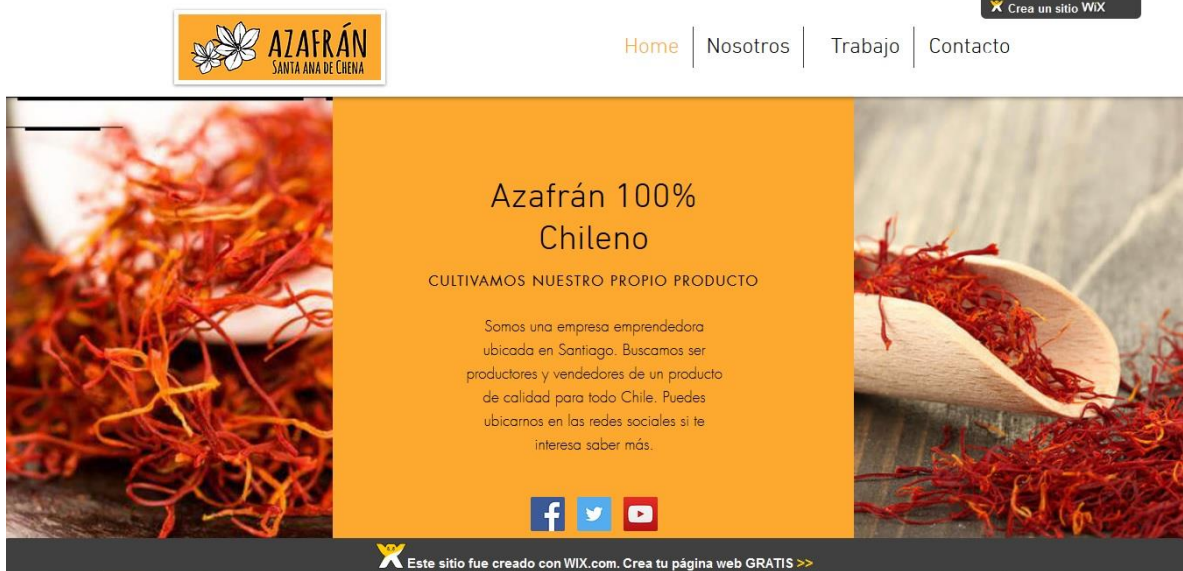 Crea un sitio WiX
AZAFRÁN
SANTA ANA DE CHENA
Home
Nosotros
Trabajo
Contacto
Azafrán 100%
Chileno
CULTIVAMOS NUESTRO PROPIO PRODUCTO
Somos una empresa emprendedora
ubicada en Santiago. Buscamos ser
productores y vendedores de un producto
de calidad para todo Chile. Puedes
ubicarnos en las redes sociales si te
interesa saber más.
Este sitio fue creado con WIX.com. Crea tu página web GRATIS >>